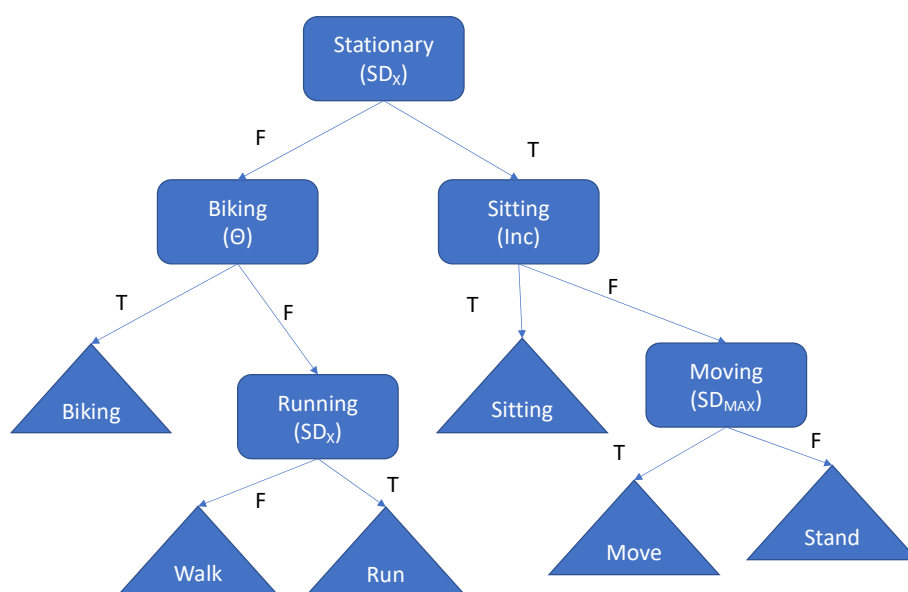 Stationary
(SDX)
F
T
Biking
(Θ)
Sitting
(Inc)
T
F
T
F
Biking
Running
(SDX)
Sitting
Moving
(SDMAX)
F
T
T
F
Walk
Run
Move
Stand